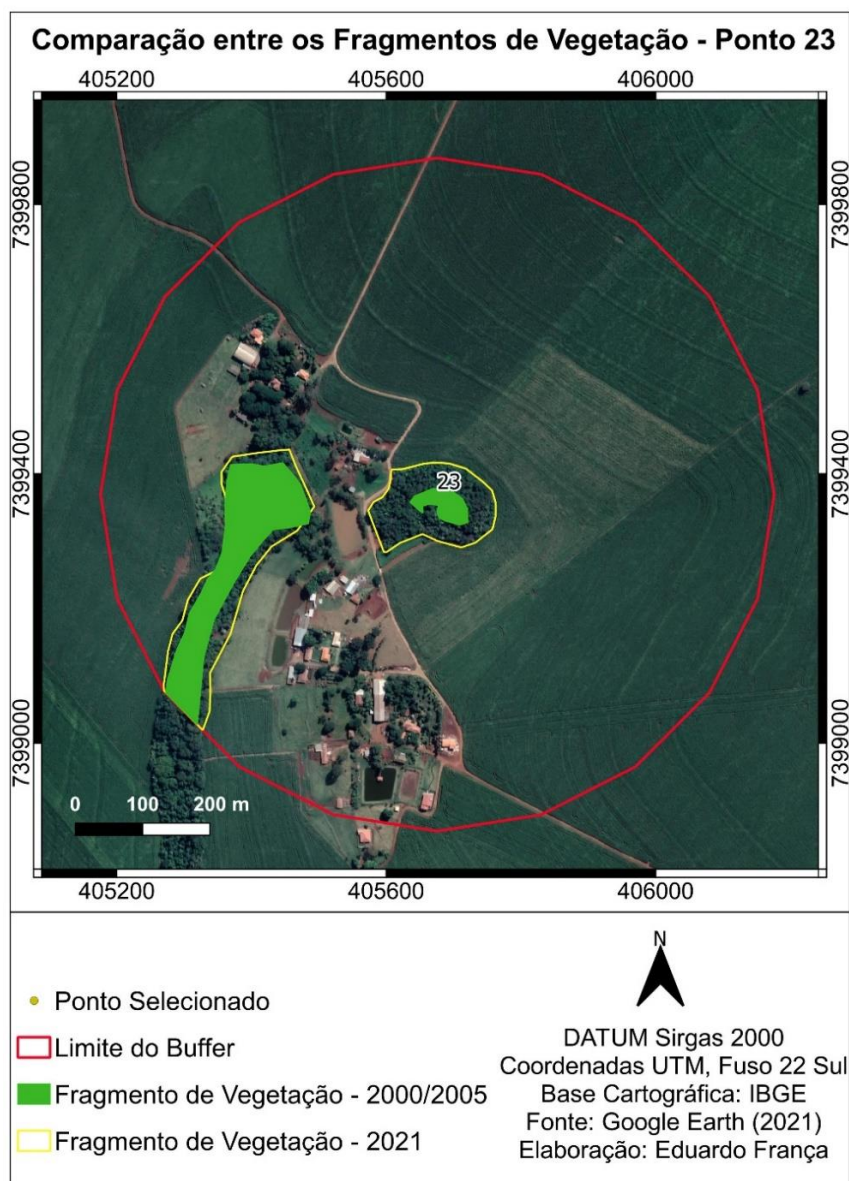 Comparação entre os Fragmentos de Vegetação - Ponto 23
405200 405600 406000
7399800 7399800
7399400 7399400
23
7399000 7399000
0 100 200 m
405200 405600 406000
N
Ponto Selecionado
Limite do Buffer
Fragmento de Vegetação - 2000/2005
Fragmento de Vegetação - 2021
DATUM Sirgas 2000
Coordenadas UTM, Fuso 22 Sul
Base Cartográfica: IBGE
Fonte: Google Earth (2021)
Elaboração: Eduardo França